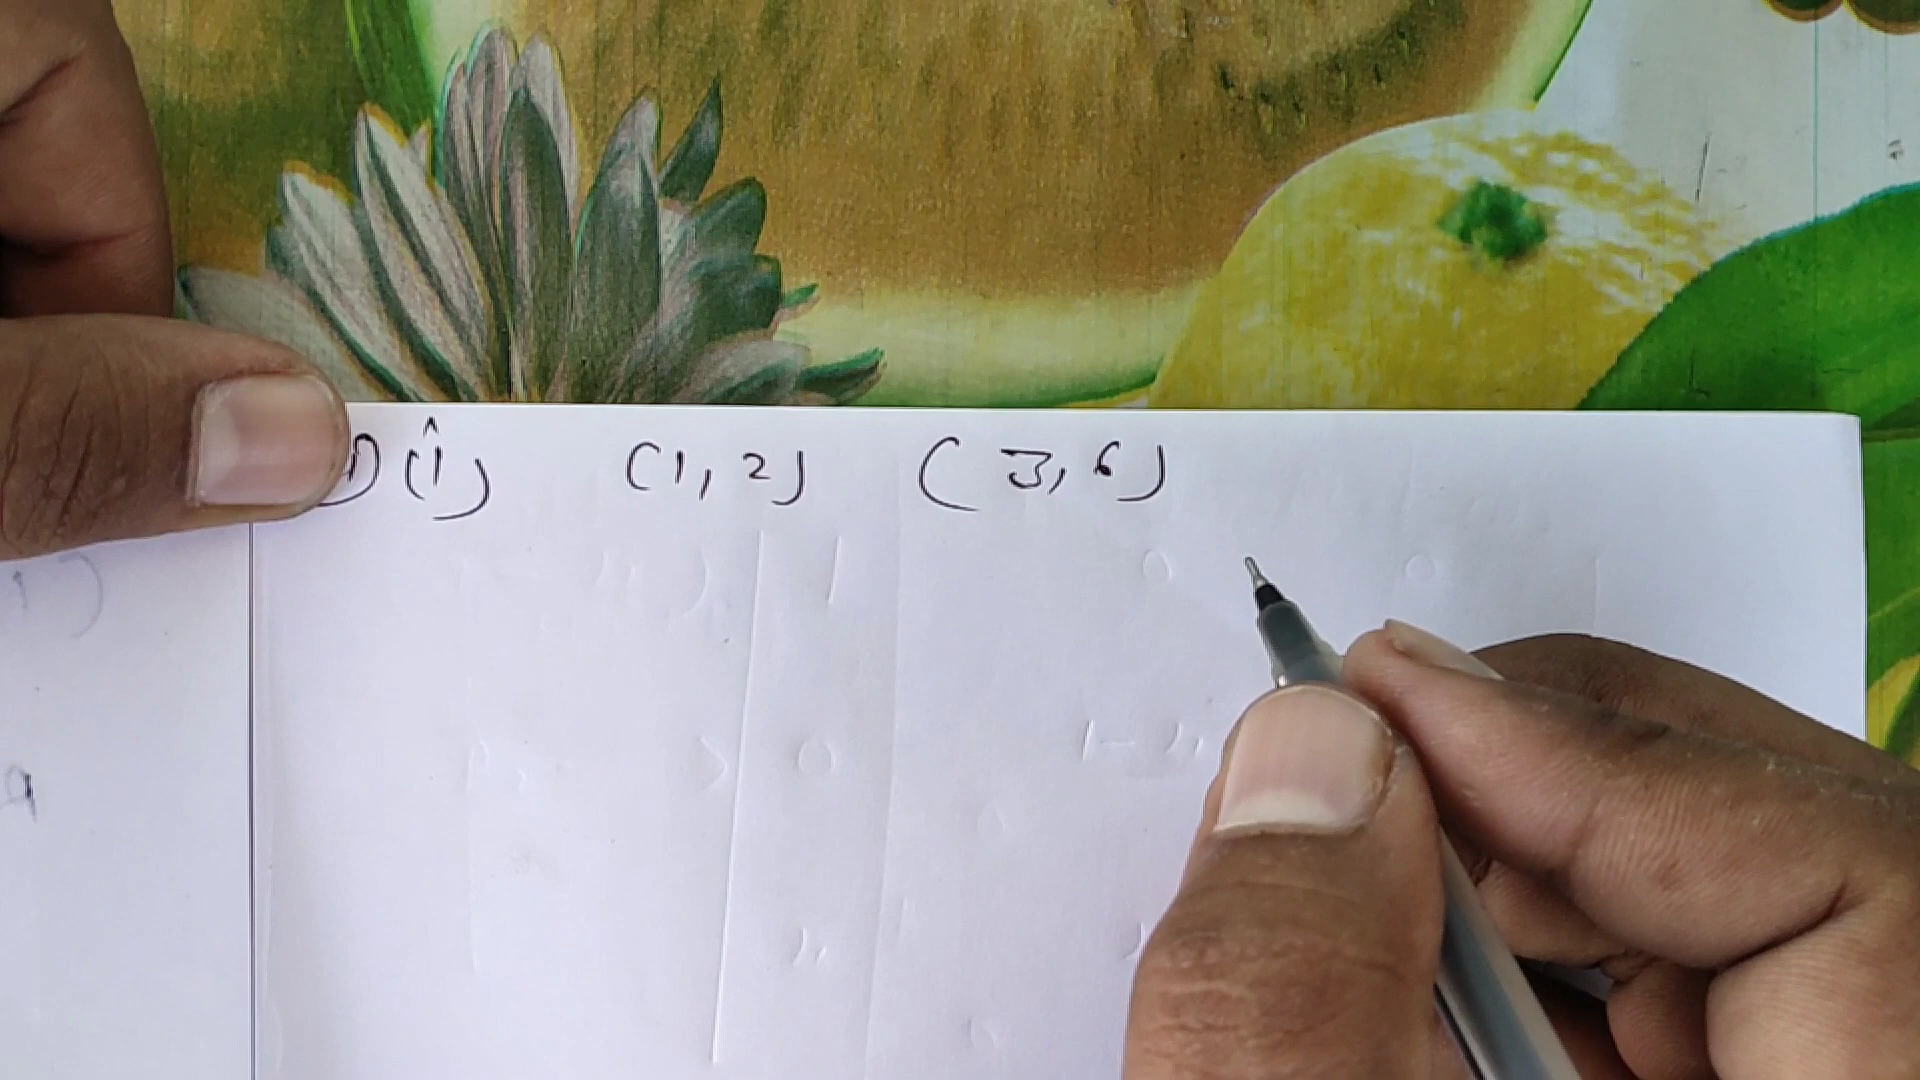 1) (i) (1, 2) (3, 6)